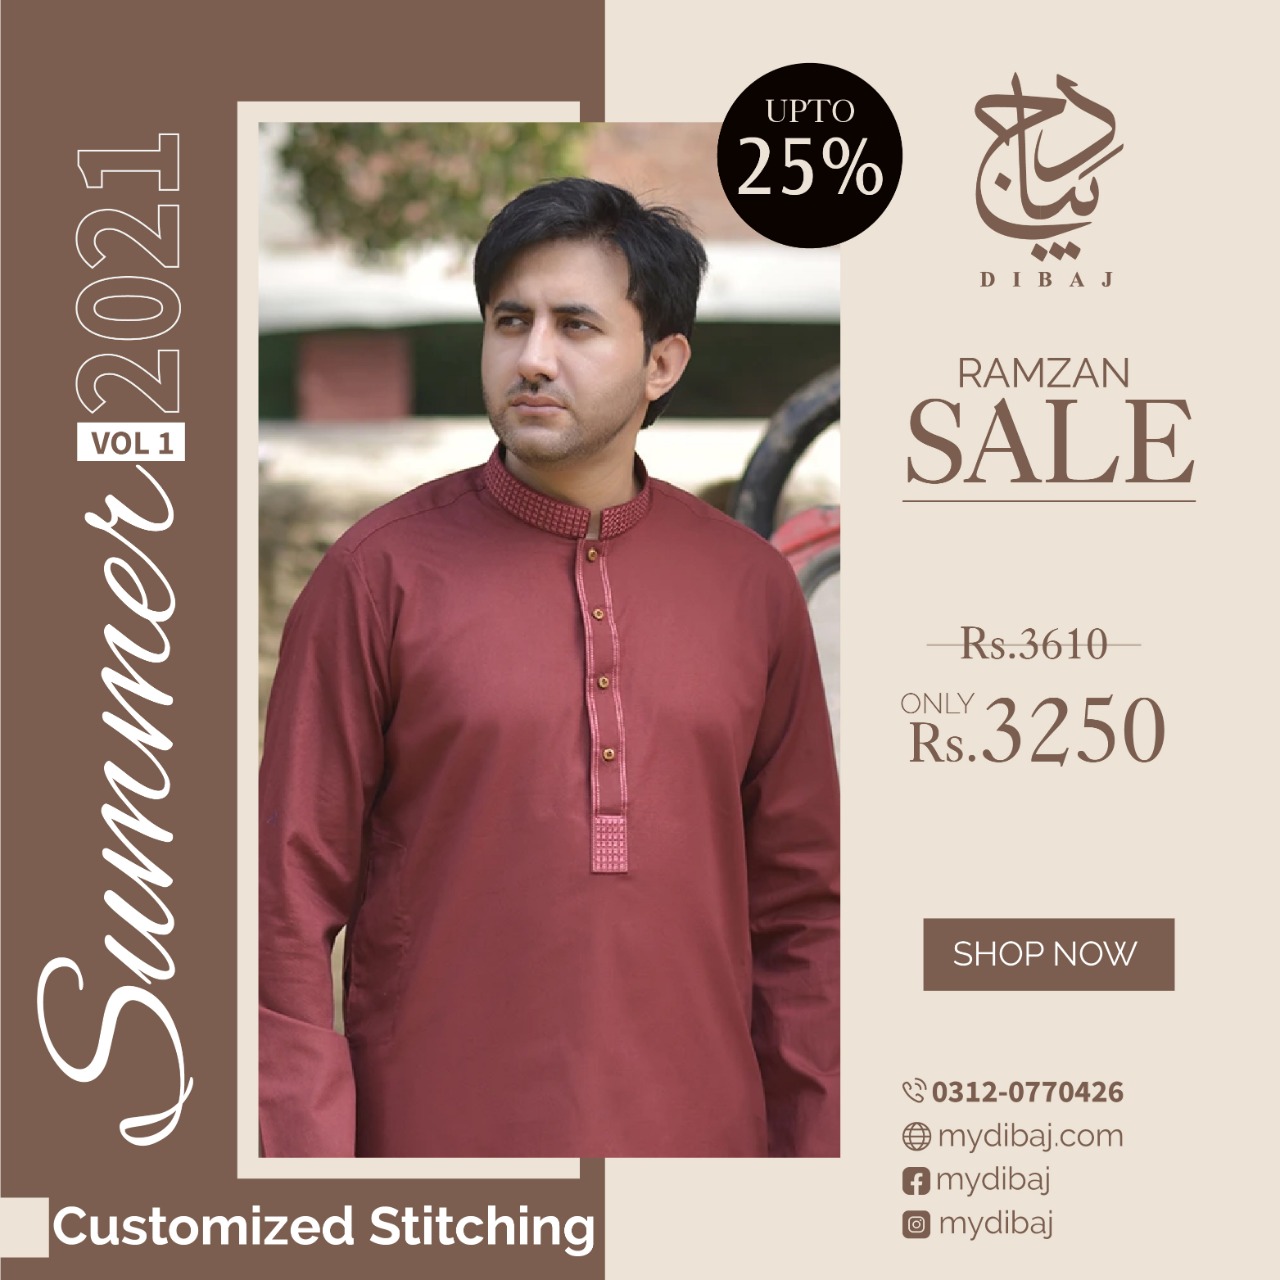 Summer
VOL 1
2021
UPTO
25%
ديباج
DIBAJ
RAMZAN
SALE
Rs.3610
ONLY
Rs.3250
SHOP NOW
0312-0770426
mydibaj.com
mydibaj
mydibaj
Customized Stitching